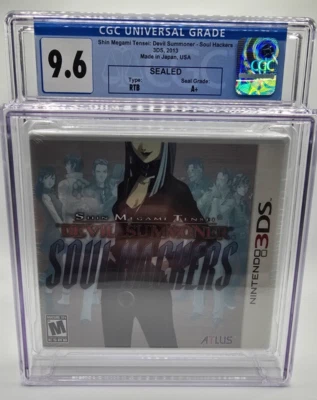 CGC UNIVERSAL GRADE
9.6
Shin Megami Tensei: Devil Summoner - Soul Hackers
3DS, 2013
Made in Japan, USA
SEALED
Type: Seal Grade
RTB A+
CGC
SHIN MEGAMI TENSEI
DEVIL SUMMONER
SOUL HACKERS
NINTENDO 3DS
M
ATLUS